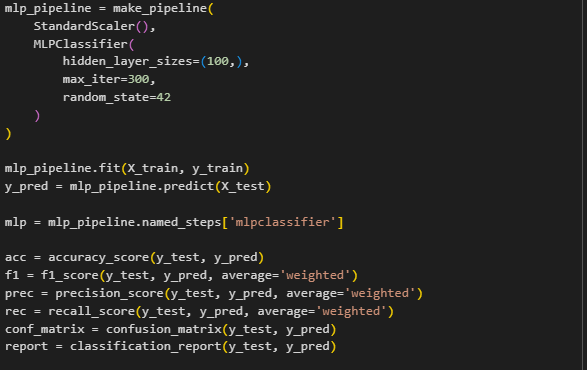 mlp_pipeline = make_pipeline(
    StandardScaler(),
    MLPClassifier(
        hidden_layer_sizes=(100,),
        max_iter=300,
        random_state=42
    )
)

mlp_pipeline.fit(X_train, y_train)
y_pred = mlp_pipeline.predict(X_test)

mlp = mlp_pipeline.named_steps['mlpclassifier']

acc = accuracy_score(y_test, y_pred)
f1 = f1_score(y_test, y_pred, average='weighted')
prec = precision_score(y_test, y_pred, average='weighted')
rec = recall_score(y_test, y_pred, average='weighted')
conf_matrix = confusion_matrix(y_test, y_pred)
report = classification_report(y_test, y_pred)